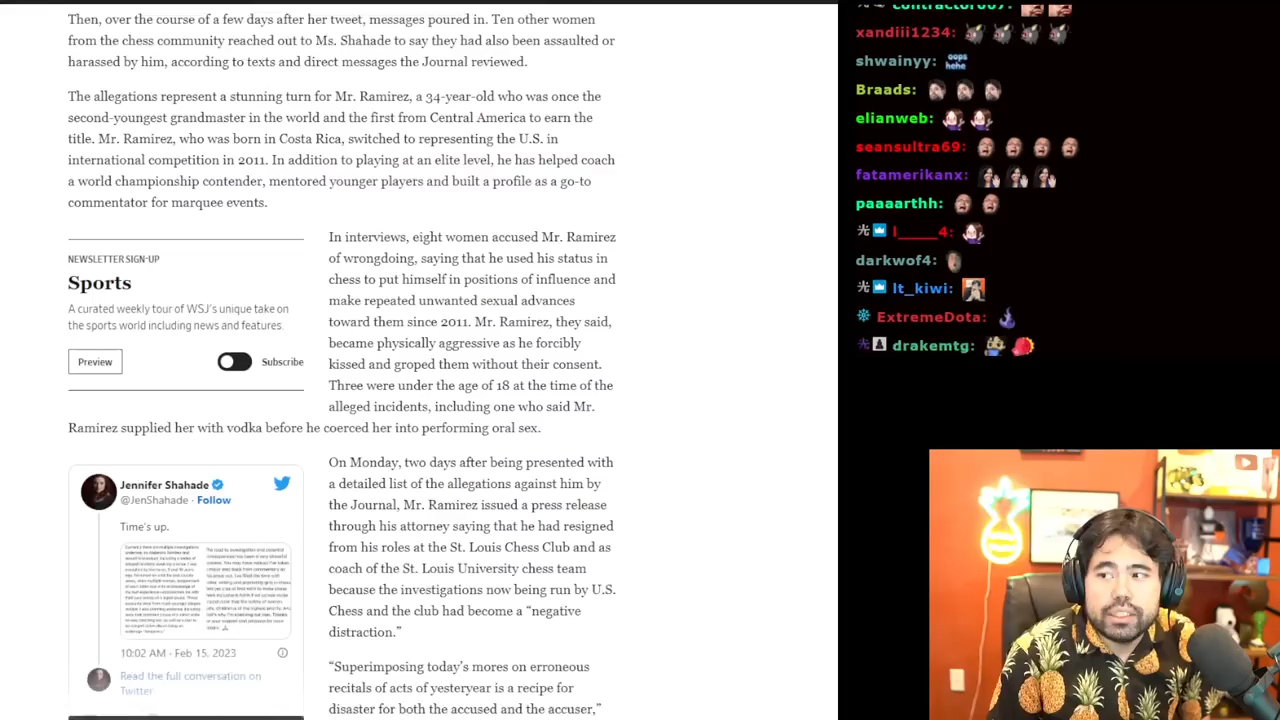 Then, over the course of a few days after her tweet, messages poured in. Ten other women
from the chess community reached out to Ms. Shahade to say they had also been assaulted or
harassed by him, according to texts and direct messages the Journal reviewed.
The allegations represent a stunning turn for Mr. Ramirez, a 34-year-old who was once the
second-youngest grandmaster in the world and the first from Central America to earn the
title. Mr. Ramirez, who was born in Costa Rica, switched to representing the U.S. in
international competition in 2011. In addition to playing at an elite level, he has helped coach
a world championship contender, mentored younger players and built a profile as a go-to
commentator for marquee events.
NEWSLETTER SIGN-UP
Sports
A curated weekly tour of WSJ's unique take on
the sports world including news and features.
Preview
Subscribe
In interviews, eight women accused Mr. Ramirez
of wrongdoing, saying that he used his status in
chess to put himself in positions of influence and
make repeated unwanted sexual advances
toward them since 2011. Mr. Ramirez, they said,
became physically aggressive as he forcibly
kissed and groped them without their consent.
Three were under the age of 18 at the time of the
alleged incidents, including one who said Mr.
Ramirez supplied her with vodka before he coerced her into performing oral sex.
Jennifer Shahade
@JenShahade · Follow
Time's up.
10:02 AM · Feb 15, 2023
Read the full conversation on
Twitter
On Monday, two days after being presented with
a detailed list of the allegations against him by
the Journal, Mr. Ramirez issued a press release
through his attorney saying that he had resigned
from his roles at the St. Louis Chess Club and as
coach of the St. Louis University chess team
because the investigations now being run by U.S.
Chess and the club had become a “negative
distraction.”
“Superimposing today’s mores on erroneous
recitals of acts of yesteryear is a recipe for
disaster for both the accused and the accuser,”
contractor007:
xandiii1234:
shwainyy: oops hehe
Braads:
elianweb:
seansultra69:
fatamerikanx:
paaaarthh:
l_____4:
darkwof4:
lt_kiwi:
ExtremeDota:
drakemtg: